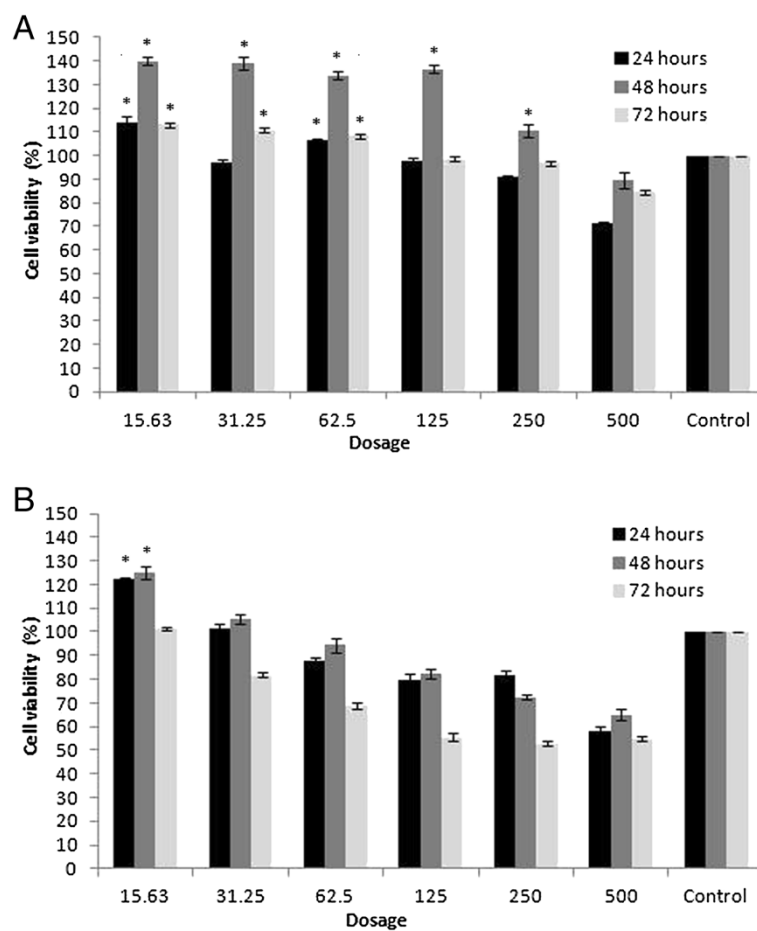 A
150
140
130
120
110
100
90
80
70
60
50
40
30
20
10
0
Cell viability (%)
* * * * * * * * * *
24 hours
48 hours
72 hours
15.63 31.25 62.5 125 250 500 Control
Dosage
B
150
140
130
120
110
100
90
80
70
60
50
40
30
20
10
0
Cell viability (%)
* *
24 hours
48 hours
72 hours
15.63 31.25 62.5 125 250 500 Control
Dosage